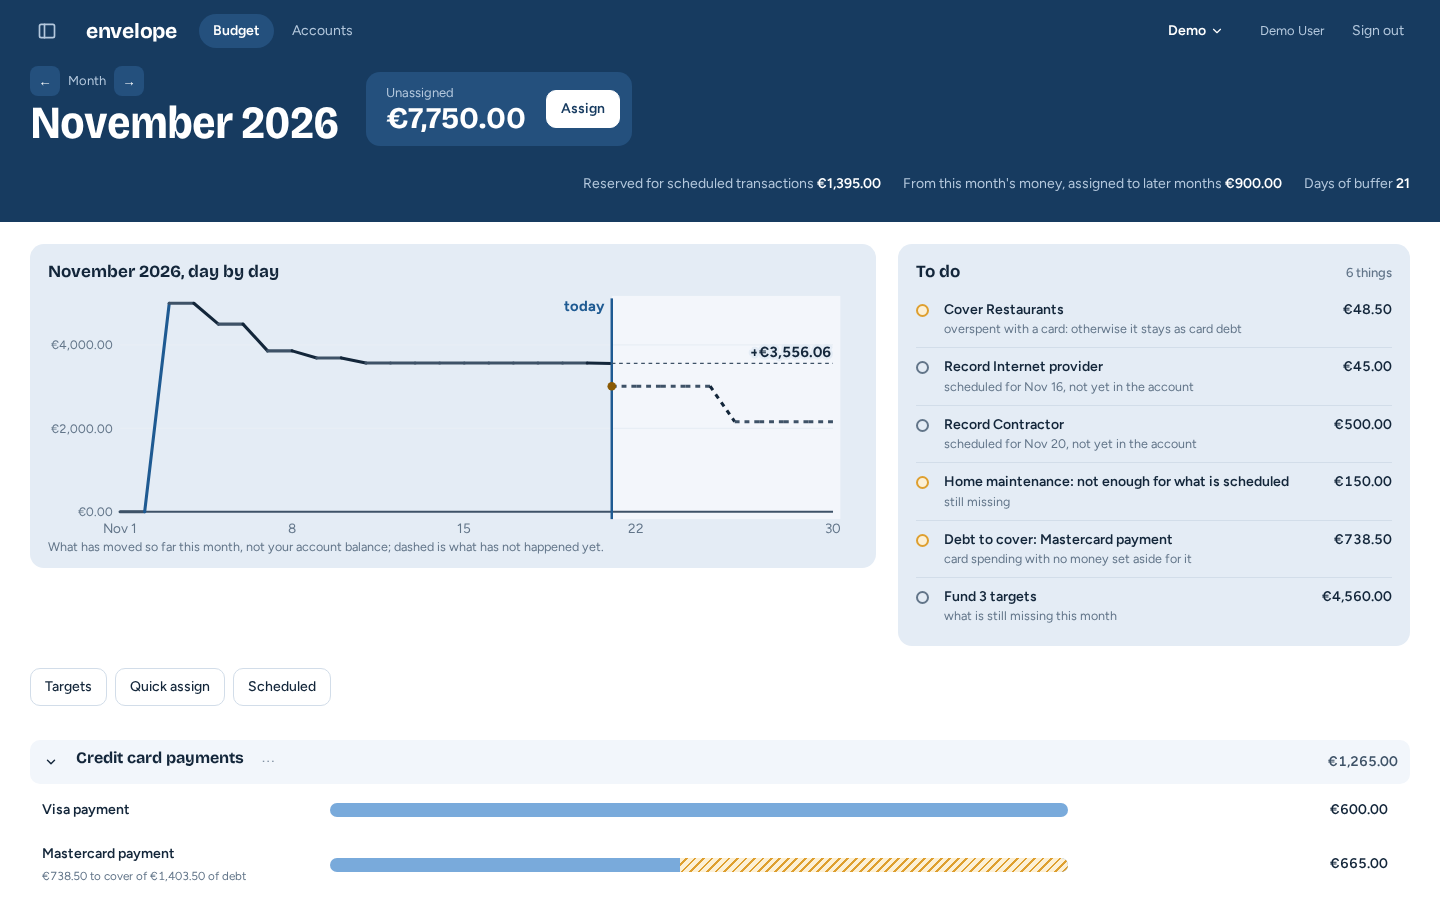 envelope
Budget
Accounts
Demo
Demo User
Sign out
← Month →
November 2026
Unassigned
€7,750.00
Assign
Reserved for scheduled transactions €1,395.00
From this month's money, assigned to later months €900.00
Days of buffer 21
November 2026, day by day
today
€4,000.00
+€3,556.06
€2,000.00
€0.00
Nov 1
8
15
22
30
What has moved so far this month, not your account balance; dashed is what has not happened yet.
To do
6 things
Cover Restaurants
€48.50
overspent with a card: otherwise it stays as card debt
Record Internet provider
€45.00
scheduled for Nov 16, not yet in the account
Record Contractor
€500.00
scheduled for Nov 20, not yet in the account
Home maintenance: not enough for what is scheduled
€150.00
still missing
Debt to cover: Mastercard payment
€738.50
card spending with no money set aside for it
Fund 3 targets
€4,560.00
what is still missing this month
Targets
Quick assign
Scheduled
Credit card payments
...
€1,265.00
Visa payment
€600.00
Mastercard payment
€665.00
€738.50 to cover of €1,403.50 of debt